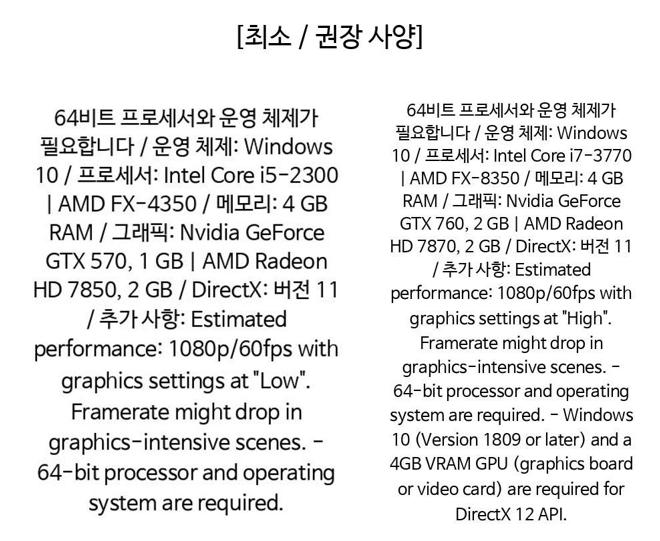 [최소 / 권장 사양]
64비트 프로세서와 운영 체제가
필요합니다 / 운영 체제: Windows
10 / 프로세서: Intel Core i5-2300
| AMD FX-4350 / 메모리: 4 GB
RAM / 그래픽: Nvidia GeForce
GTX 570, 1 GB | AMD Radeon
HD 7850, 2 GB / DirectX: 버전 11
/ 추가 사항: Estimated
performance: 1080p/60fps with
graphics settings at "Low".
Framerate might drop in
graphics-intensive scenes. -
64-bit processor and operating
system are required.
64비트 프로세서와 운영 체제가
필요합니다 / 운영 체제: Windows
10 / 프로세서: Intel Core i7-3770
| AMD FX-8350 / 메모리: 4 GB
RAM / 그래픽: Nvidia GeForce
GTX 760, 2 GB | AMD Radeon
HD 7870, 2 GB / DirectX: 버전 11
/ 추가 사항: Estimated
performance: 1080p/60fps with
graphics settings at "High".
Framerate might drop in
graphics-intensive scenes. -
64-bit processor and operating
system are required. - Windows
10 (Version 1809 or later) and a
4GB VRAM GPU (graphics board
or video card) are required for
DirectX 12 API.